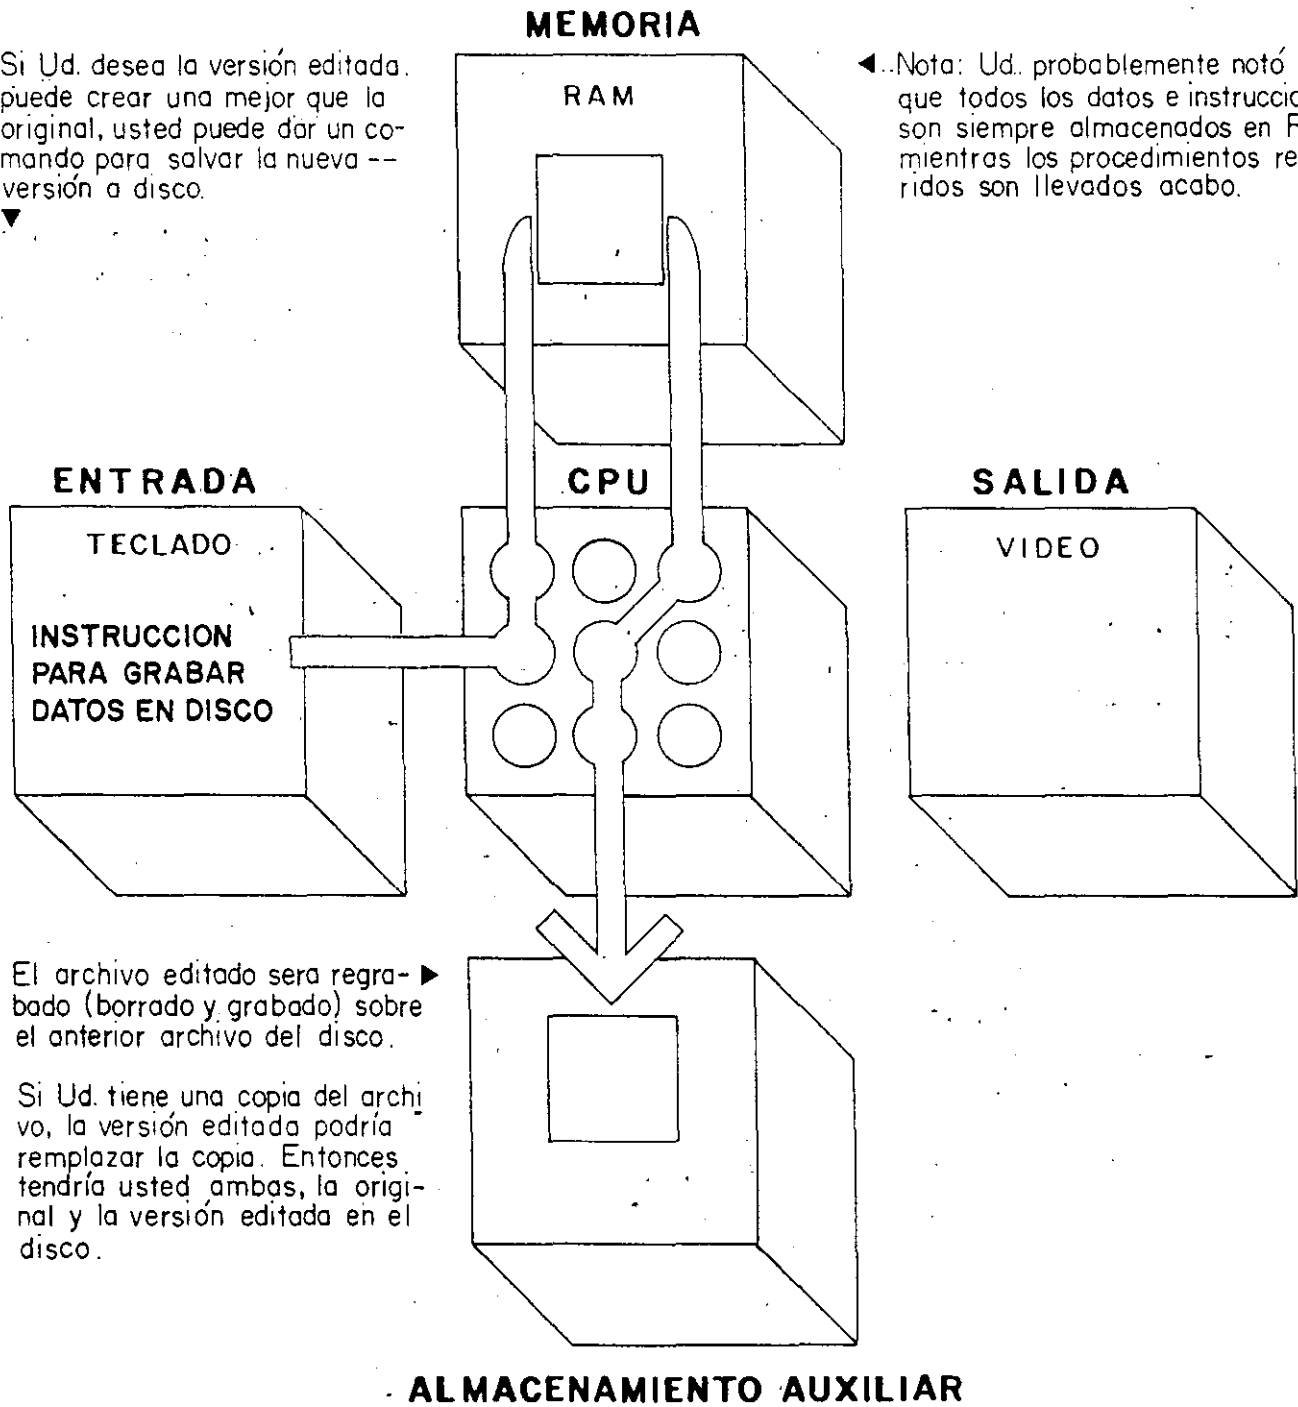 MEMORIA
Si Ud. desea la versión editada.
puede crear una mejor que la
original, usted puede dar un co-
mando para salvar la nueva --
versión a disco.
RAM
Nota: Ud.. probablemente notó
que todos los datos e instruccio
son siempre almacenados en R
mientras los procedimientos re
ridos son llevados acabo.
ENTRADA
TECLADO
INSTRUCCION
PARA GRABAR
DATOS EN DISCO
CPU
SALIDA
VIDEO
El archivo editado sera regra-
bado (borrado y grabado) sobre
el anterior archivo del disco.
Si Ud. tiene una copia del archi
vo, la versión editada podría
remplazar la copia. Entonces
tendría usted ambas, la origi-
nal y la versión editada en el
disco.
ALMACENAMIENTO AUXILIAR